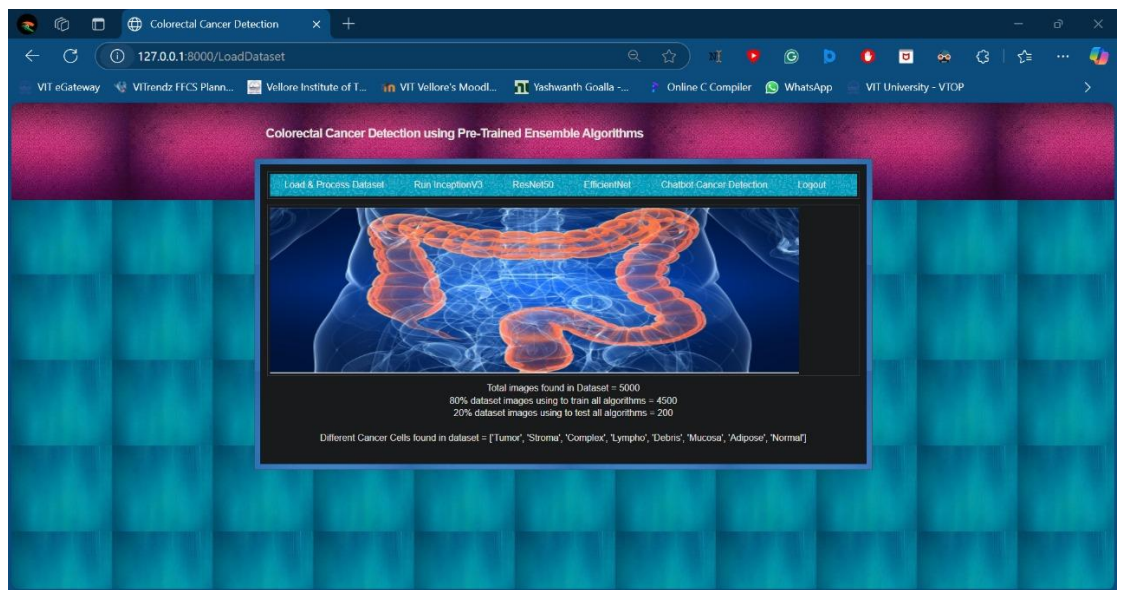 Colorectal Cancer Detection
127.0.0.1:8000/LoadDataset
VIT eGateway VITrendz FFCS Plann... Vellore Institute of T... VIT Vellore's Moodl... Yashwanth Goalla -... Online C Compiler WhatsApp VIT University - VTOP
Colorectal Cancer Detection using Pre-Trained Ensemble Algorithms
Load & Process Dataset Run InceptionV3 ResNet50 EfficientNet Chatbot Cancer Detection Logout
Total images found in Dataset = 5000
80% dataset images using to train all algorithms = 4500
20% dataset images using to test all algorithms = 200
Different Cancer Cells found in dataset = ['Tumor', 'Stroma', 'Complex', 'Lympho', 'Debris', 'Mucosa', 'Adipose', 'Normal']